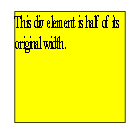 This div element is half of its
original width.